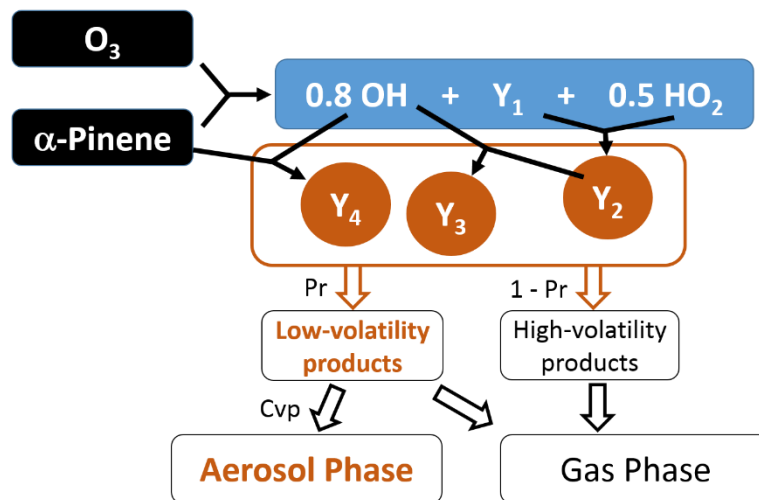 O₃
0.8 OH + Y₁ + 0.5 HO₂
α-Pinene
Y₄ Y₃ Y₂
Pr
1 - Pr
Low-volatility
products
High-volatility
products
Cvp
Aerosol Phase
Gas Phase